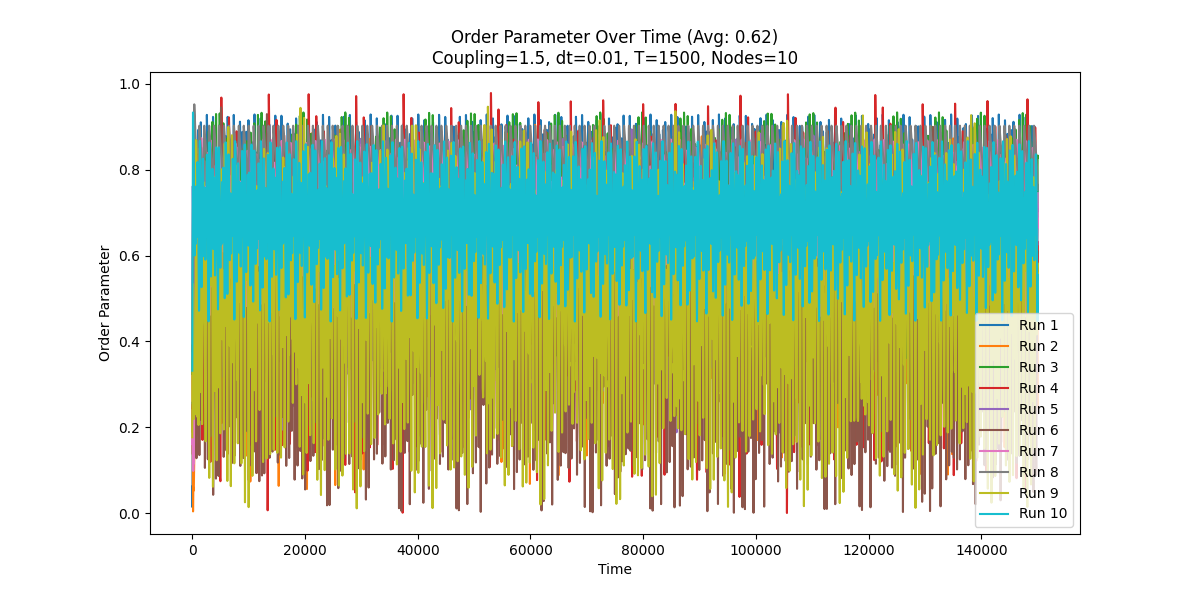 Order Parameter Over Time (Avg: 0.62)
Coupling=1.5, dt=0.01, T=1500, Nodes=10
1.0
0.8
0.6
0.4
0.2
0.0
Order Parameter
0
20000
40000
60000
80000
100000
120000
140000
Time
Run 1
Run 2
Run 3
Run 4
Run 5
Run 6
Run 7
Run 8
Run 9
Run 10